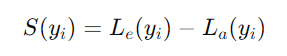 S(y_i) = L_e(y_i) − L_a(y_i)